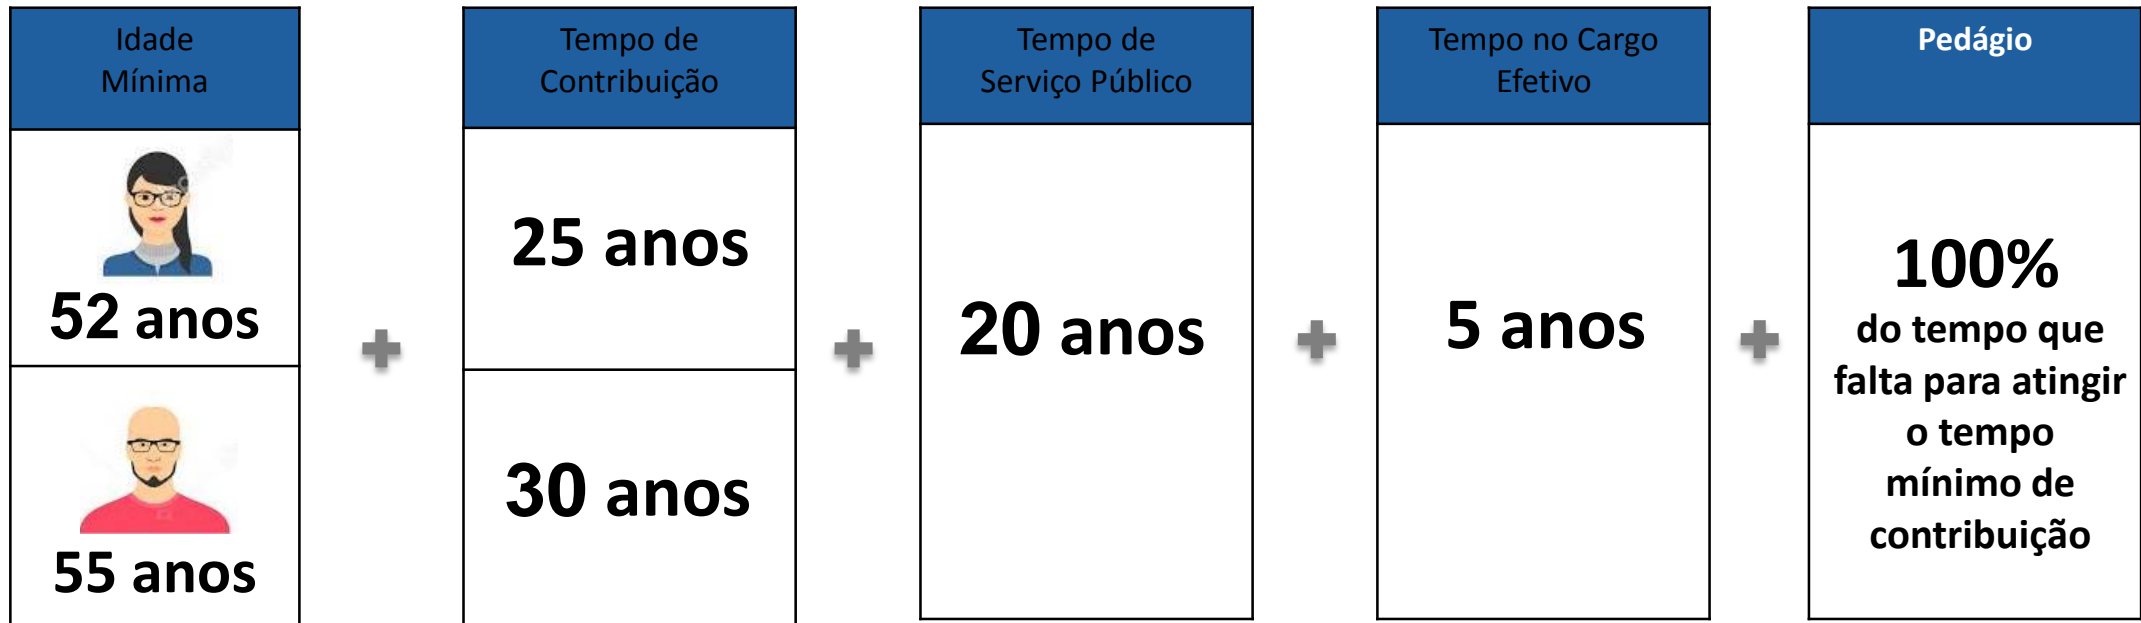 Idade
Mínima
52 anos
55 anos
Tempo de
Contribuição
25 anos
30 anos
Tempo de
Serviço Público
20 anos
Tempo no Cargo
Efetivo
5 anos
Pedágio
100%
do tempo que
falta para atingir
o tempo
mínimo de
contribuição